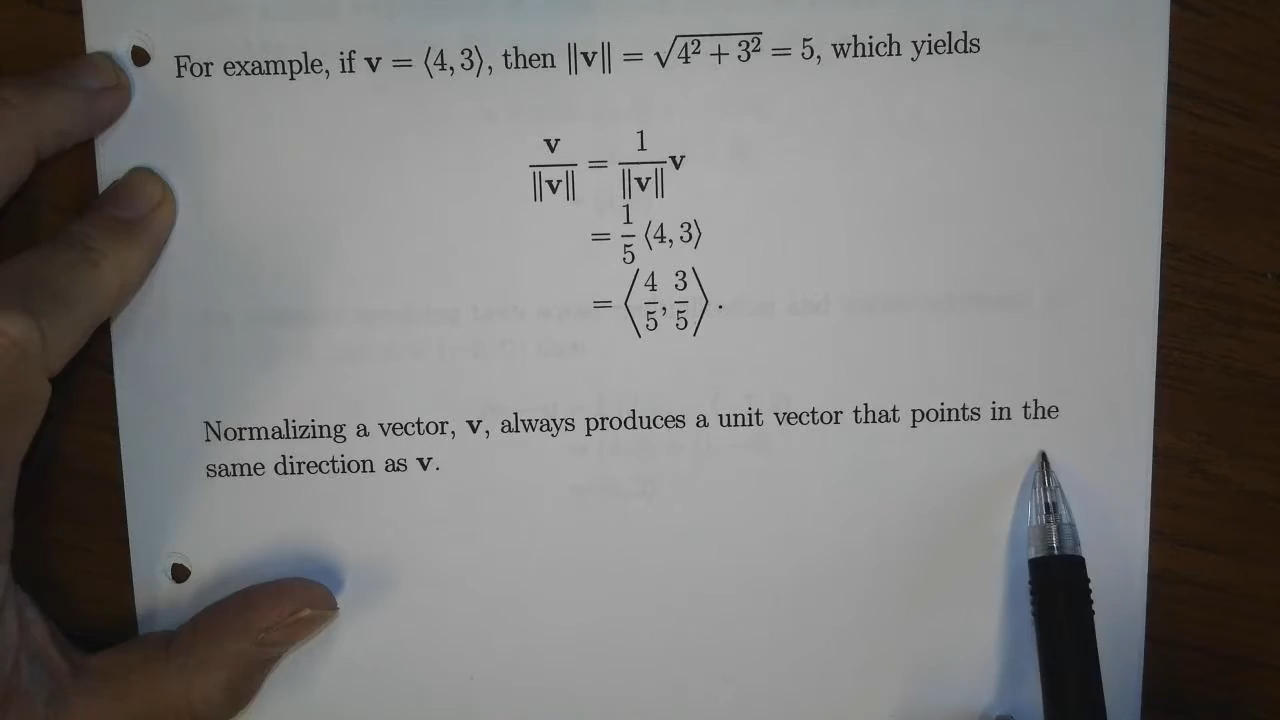 For example, if v = ⟨4, 3⟩, then ‖v‖ = √(4² + 3²) = 5, which yields
v/‖v‖ = 1/‖v‖ v
= 1/5 ⟨4, 3⟩
= ⟨4/5, 3/5⟩.
Normalizing a vector, v, always produces a unit vector that points in the
same direction as v.